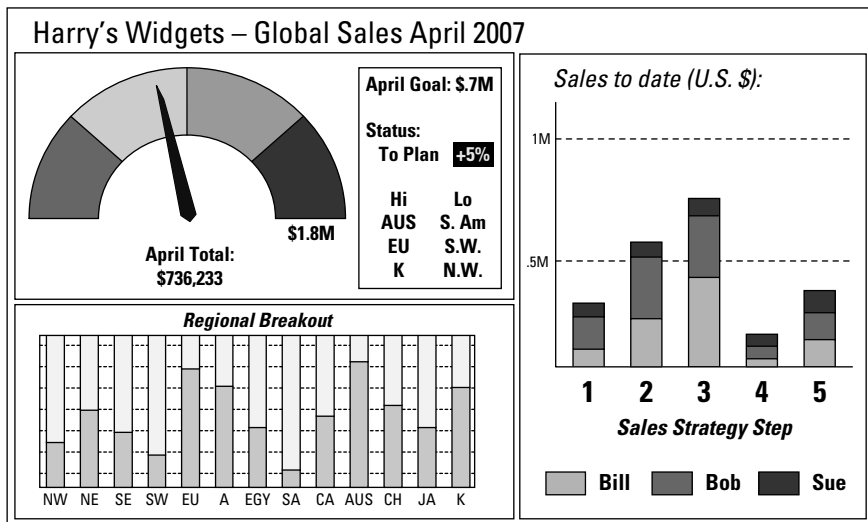 Harry's Widgets – Global Sales April 2007
$1.8M
April Total:
$736,233
April Goal: $.7M
Status:
To Plan +5%
Hi Lo
AUS S. Am
EU S.W.
K N.W.
Regional Breakout
NW NE SE SW EU A EGY SA CA AUS CH JA K
Sales to date (U.S. $):
1M
.5M
1 2 3 4 5
Sales Strategy Step
Bill Bob Sue